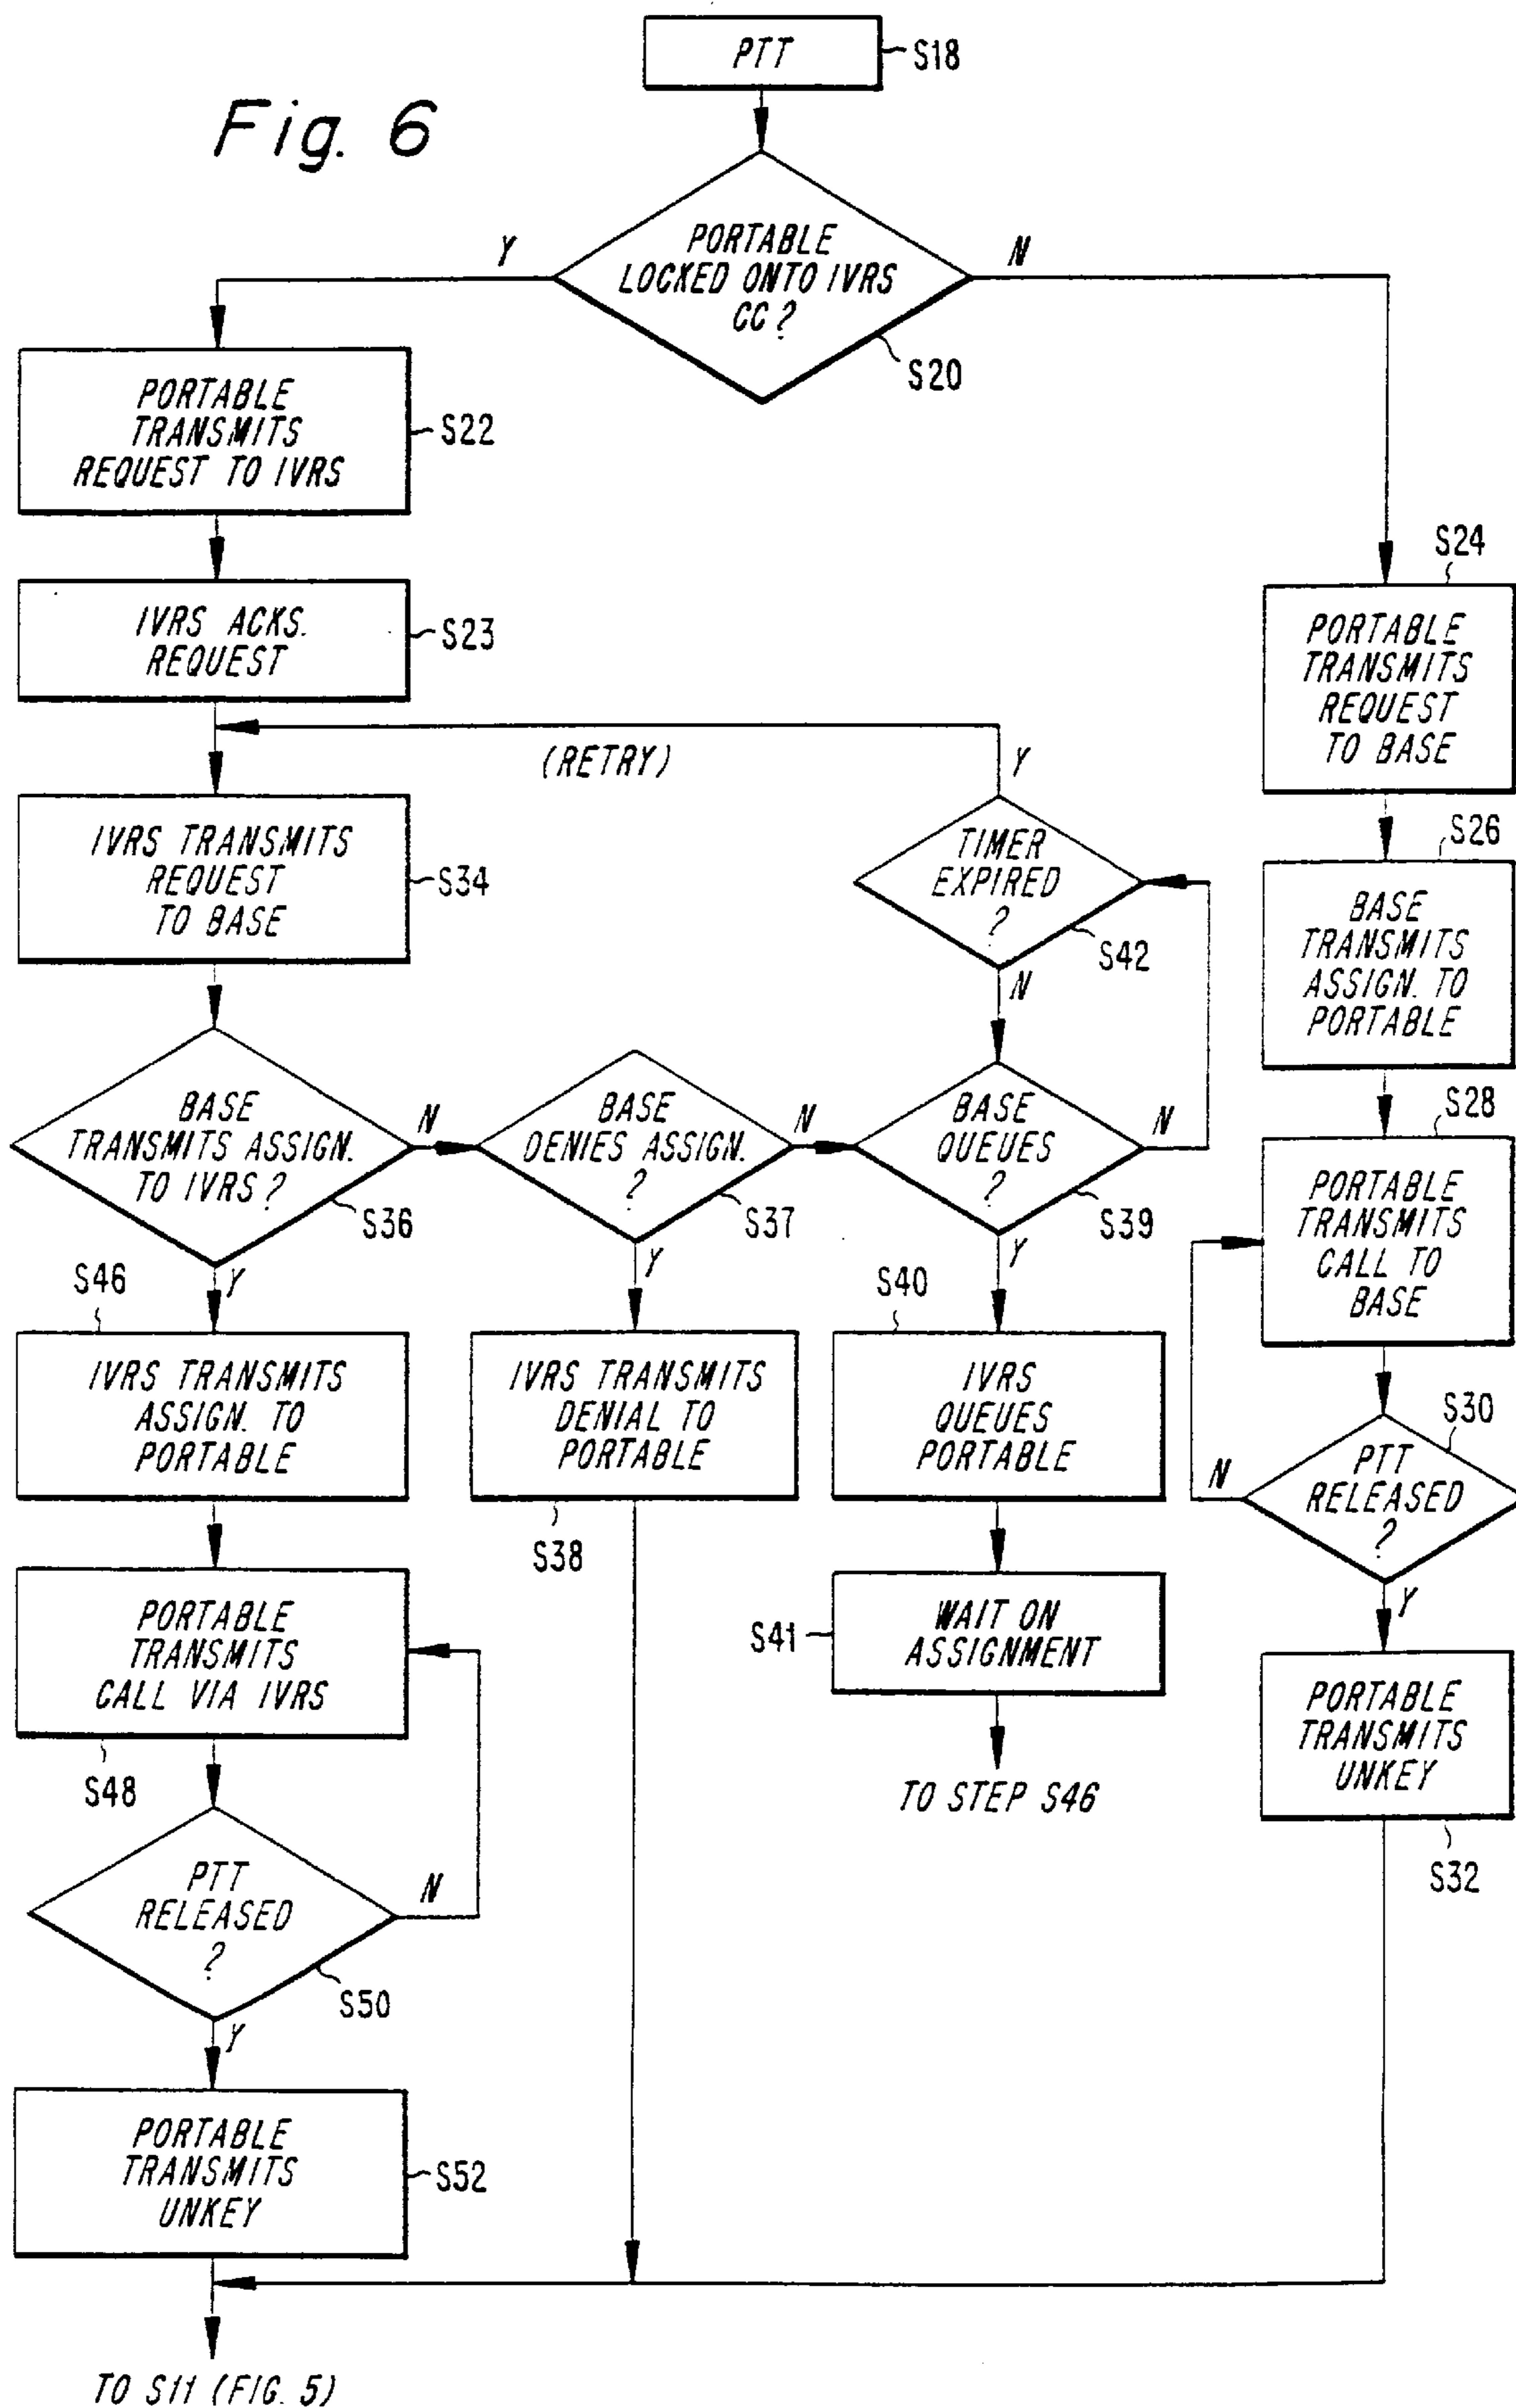 Fig. 6
PTT
S18
PORTABLE
LOCKED ONTO IVRS
CC?
S20
Y
N
PORTABLE
TRANSMITS
REQUEST TO IVRS
S22
IVRS ACKS.
REQUEST
S23
(RETRY)
IVRS TRANSMITS
REQUEST
TO BASE
S34
Y
TIMER
EXPIRED
?
S42
N
BASE
TRANSMITS ASSIGN.
TO IVRS?
S36
N
Y
BASE
DENIES ASSIGN.
?
S37
N
Y
BASE
QUEUES
?
S39
N
Y
S46
IVRS TRANSMITS
ASSIGN. TO
PORTABLE
IVRS TRANSMITS
DENIAL TO
PORTABLE
S38
S40
IVRS
QUEUES
PORTABLE
S41
WAIT ON
ASSIGNMENT
TO STEP S46
PORTABLE
TRANSMITS
CALL VIA IVRS
S48
PTT
RELEASED
?
N
S50
Y
PORTABLE
TRANSMITS
UNKEY
S52
S24
PORTABLE
TRANSMITS
REQUEST
TO BASE
S26
BASE
TRANSMITS
ASSIGN. TO
PORTABLE
S28
PORTABLE
TRANSMITS
CALL TO
BASE
S30
PTT
RELEASED
?
N
Y
PORTABLE
TRANSMITS
UNKEY
S32
TO S11 (FIG. 5)